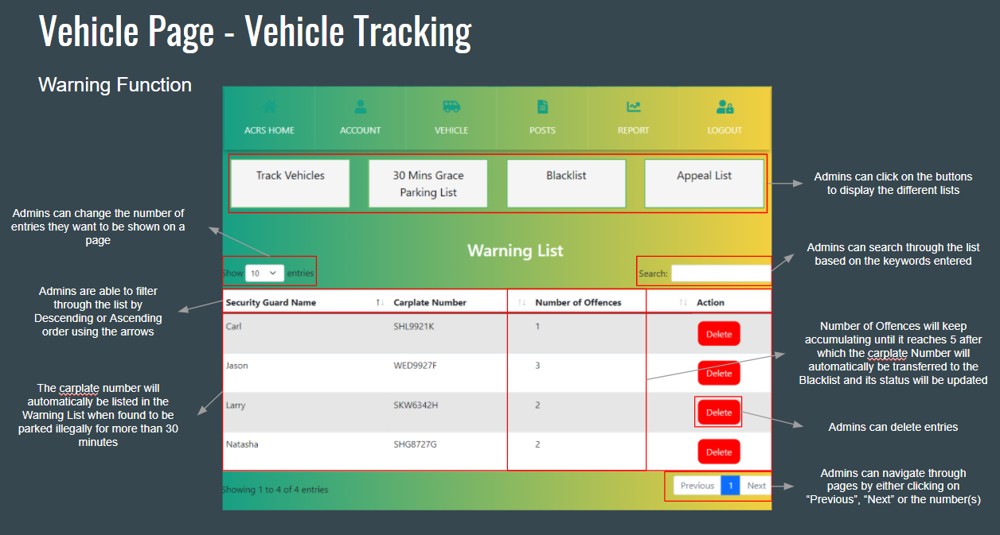 Vehicle Page - Vehicle Tracking
Warning Function
ACRS HOME
ACCOUNT
VEHICLE
POSTS
REPORT
LOGOUT
Track Vehicles
30 Mins Grace
Parking List
Blacklist
Appeal List
Admins can click on the buttons
to display the different lists
Admins can change the number of
entries they want to be shown on a
page
Warning List
Admins can search through the list
based on the keywords entered
Show 10 entries
Search:
Admins are able to filter
through the list by
Descending or Ascending
order using the arrows
Security Guard Name
Carplate Number
Number of Offences
Action
Carl SHL9921K 1 Delete
Jason WED9927F 3 Delete
Larry SKW6342H 2 Delete
Natasha SHG8727G 2 Delete
Number of Offences will keep
accumulating until it reaches 5 after
which the carplate Number will
automatically be transferred to the
Blacklist and its status will be updated
The carplate number will
automatically be listed in the
Warning List when found to be
parked illegally for more than 30
minutes
Admins can delete entries
Showing 1 to 4 of 4 entries
Previous 1 Next
Admins can navigate through
pages by either clicking on
“Previous”, “Next” or the number(s)